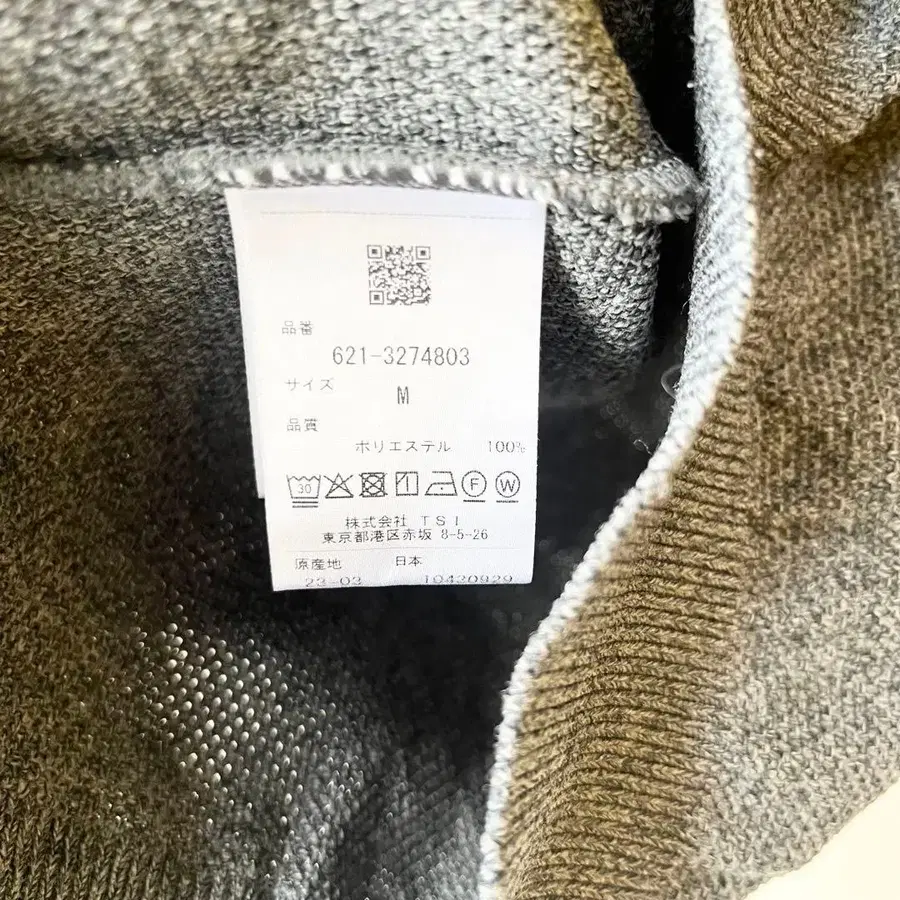 品番
621-3274803
サイズ
M
品質
ポリエステル 100%
30 F W
株式会社 TSI
東京都港区赤坂 8-5-26
原産地 日本
23-03 10430929